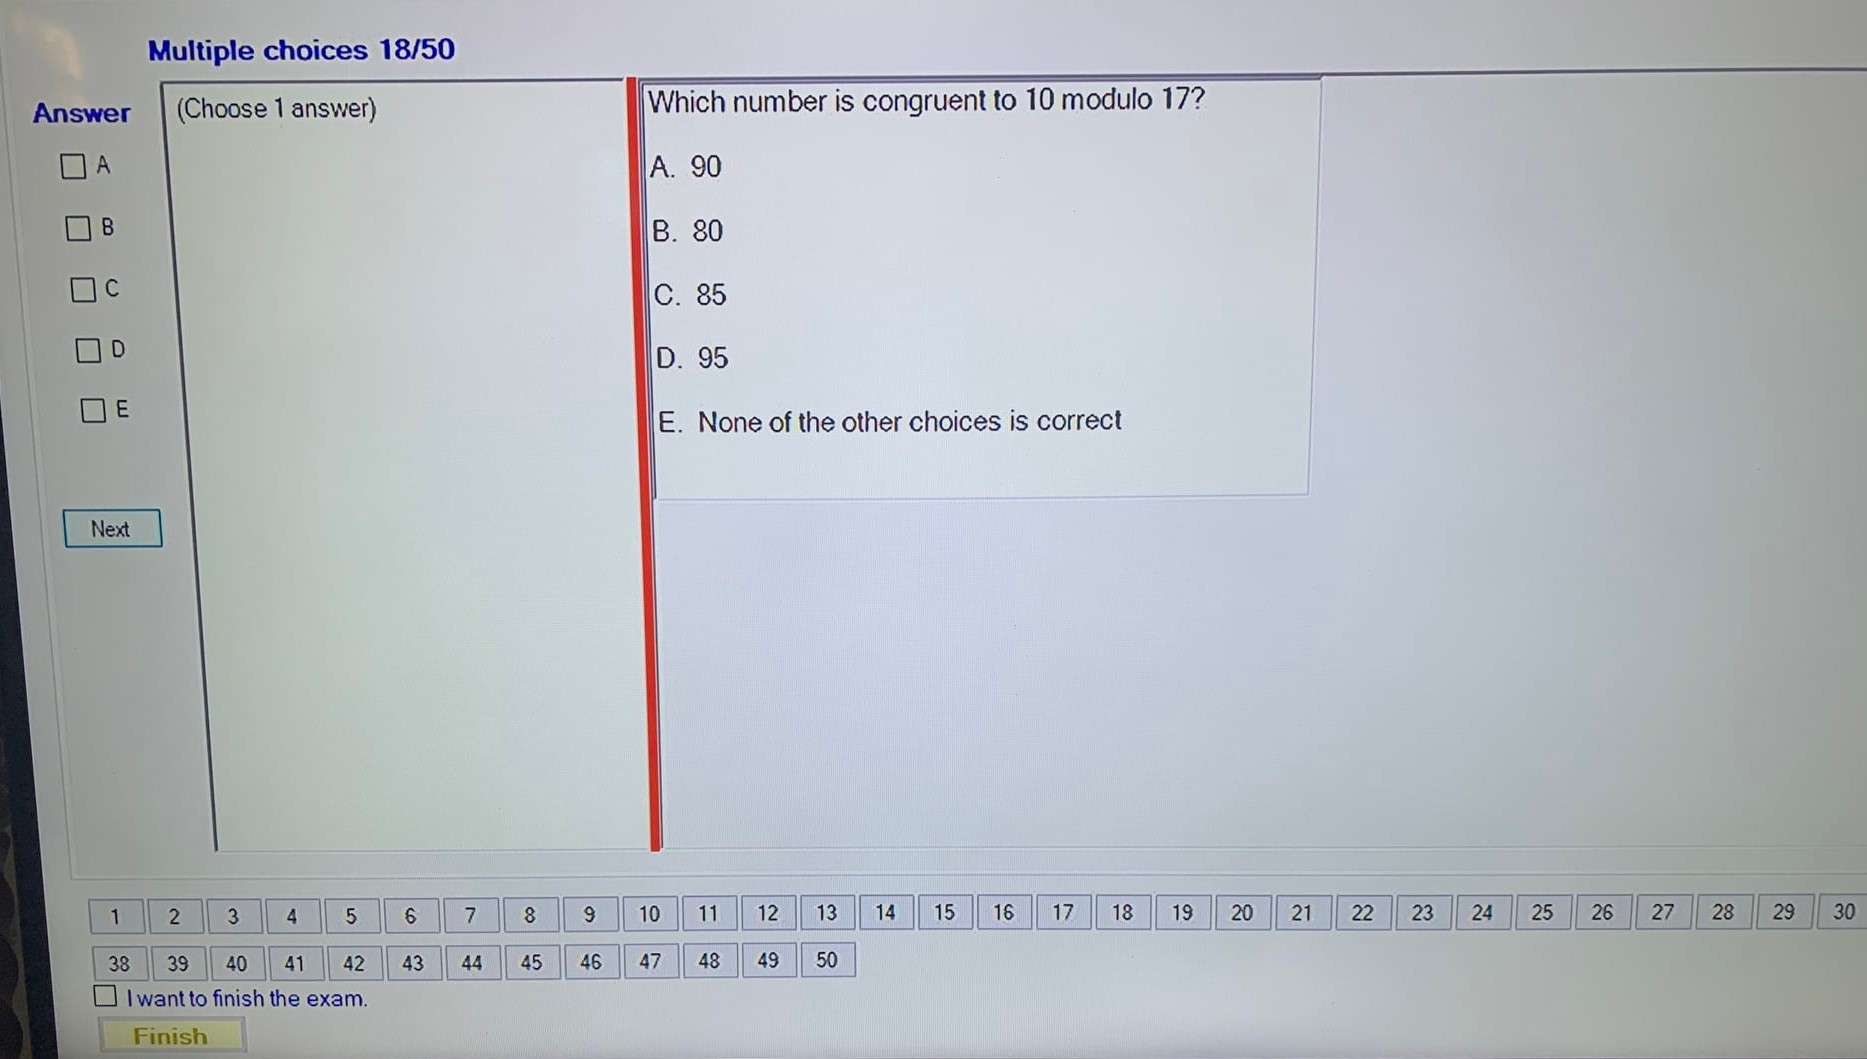 Multiple choices 18/50
Answer
(Choose 1 answer)
A
B
C
D
E
Next
Which number is congruent to 10 modulo 17?
A. 90
B. 80
C. 85
D. 95
E. None of the other choices is correct
1 2 3 4 5 6 7 8 9 10 11 12 13 14 15 16 17 18 19 20 21 22 23 24 25 26 27 28 29 30
38 39 40 41 42 43 44 45 46 47 48 49 50
I want to finish the exam.
Finish